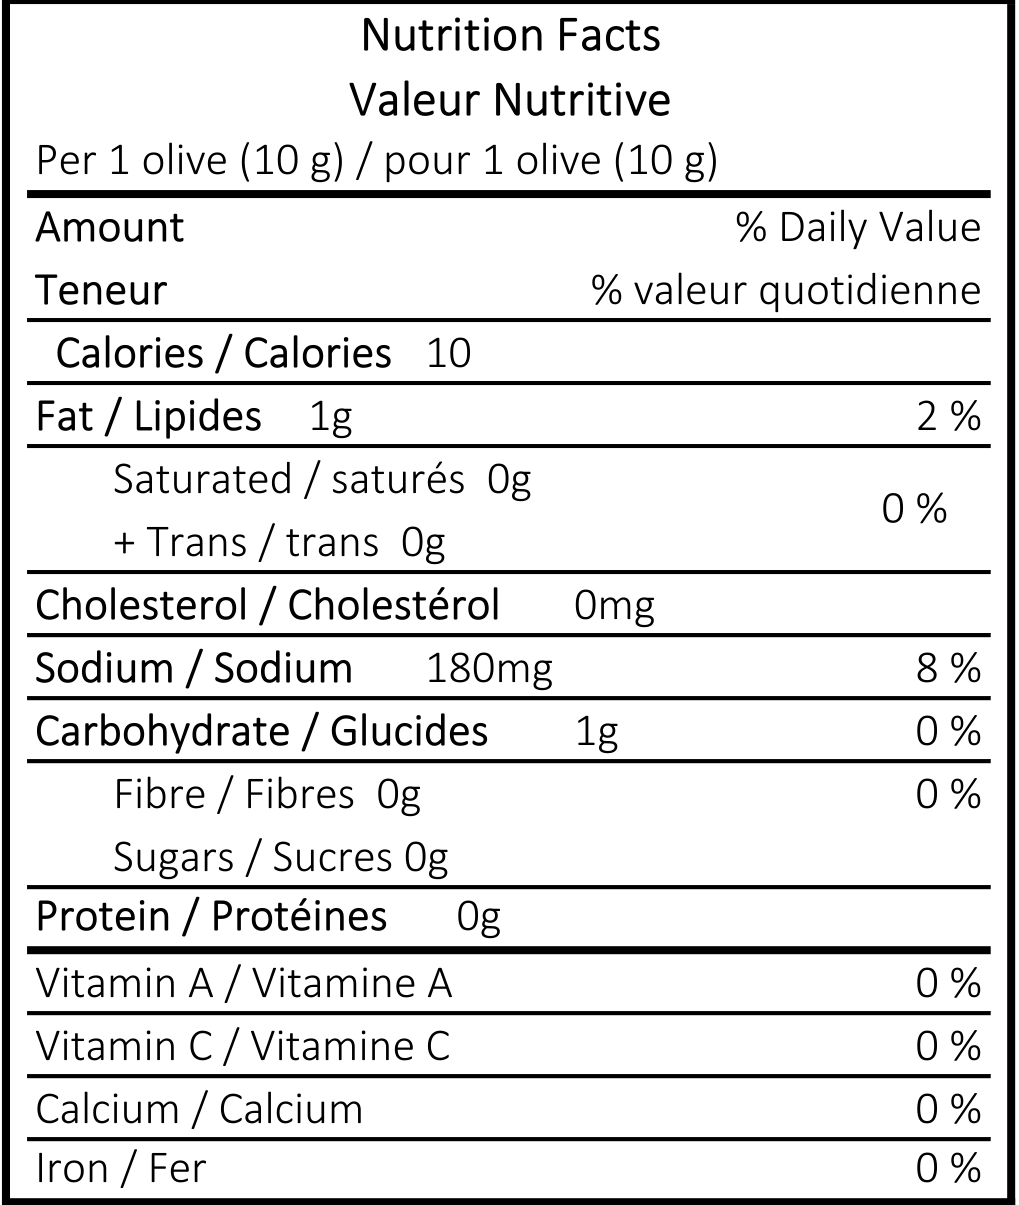 Nutrition Facts
Valeur Nutritive
Per 1 olive (10 g) / pour 1 olive (10 g)
Amount % Daily Value
Teneur % valeur quotidienne
Calories / Calories 10
Fat / Lipides 1g 2 %
Saturated / saturés 0g
0 %
+ Trans / trans 0g
Cholesterol / Cholestérol 0mg
Sodium / Sodium 180mg 8 %
Carbohydrate / Glucides 1g 0 %
Fibre / Fibres 0g 0 %
Sugars / Sucres 0g
Protein / Protéines 0g
Vitamin A / Vitamine A 0 %
Vitamin C / Vitamine C 0 %
Calcium / Calcium 0 %
Iron / Fer 0 %